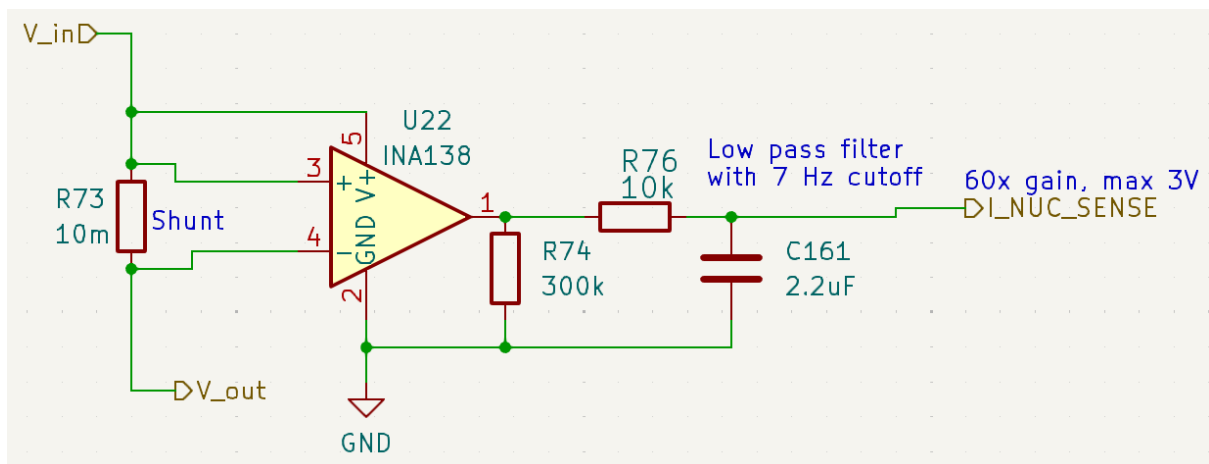 V_in
U22
INA138
5
V+
3
+
R73
10m
Shunt
4
-
GND
2
1
R76
10k
Low pass filter
with 7 Hz cutoff
60x gain, max 3V
I_NUC_SENSE
R74
300k
C161
2.2uF
V_out
GND